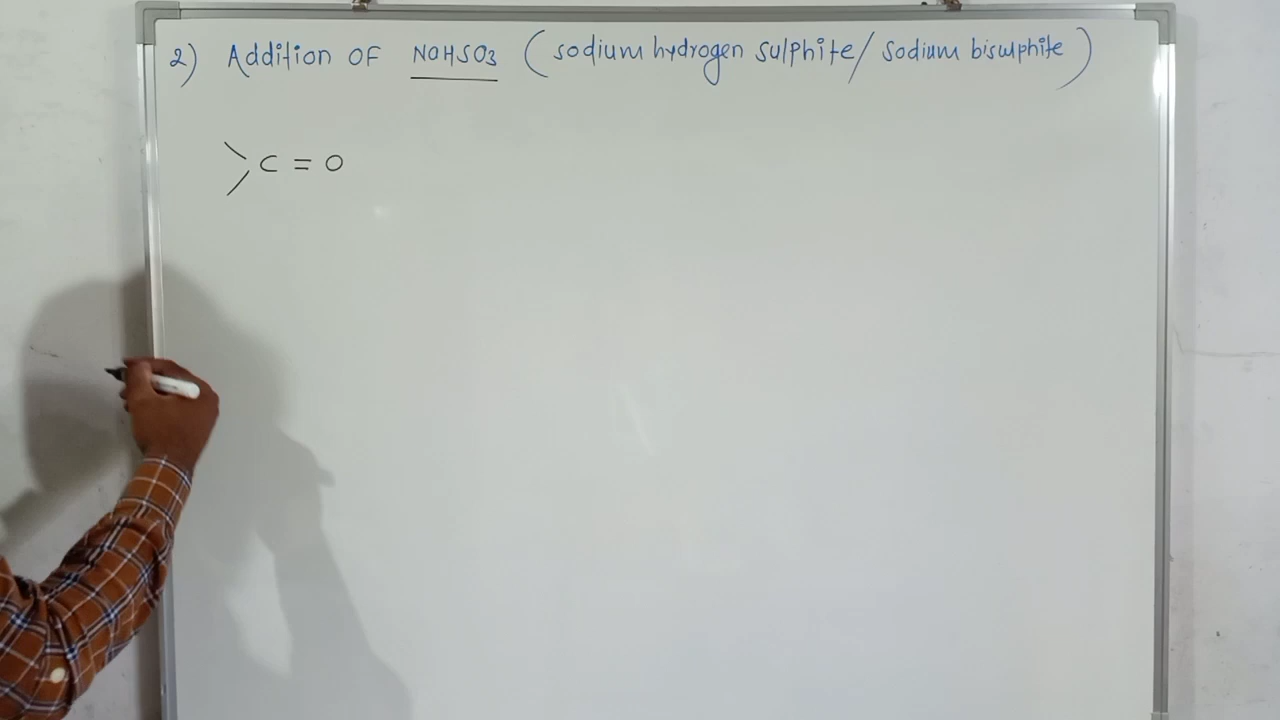 2) Addition OF NaHSO3 (sodium hydrogen sulphite/ sodium bisulphite)
> C = O